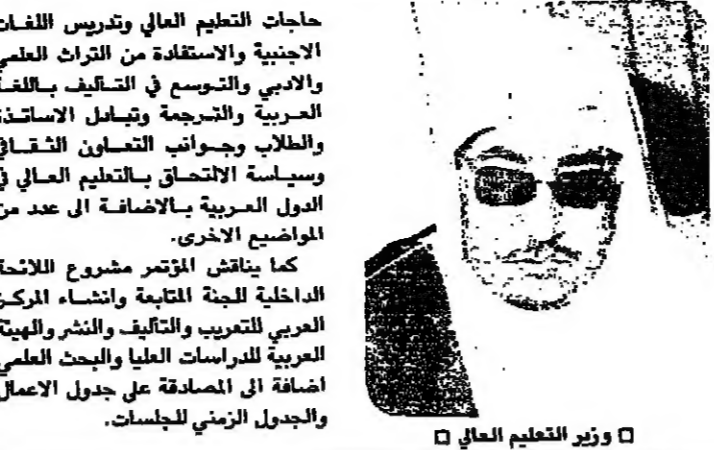 حاجات التعليم العالي وتدريس اللغات
الاجنبية والاستفادة من التراث العلمي
والادبي والتوسع في التأليف باللغة
العربية والترجمة وتبادل الاساتذة
والطلاب وجوانب التعاون الثقافي
وسياسة الالتحاق بالتعليم العالي في
الدول العربية بالاضافة الى عدد من
المواضيع الاخرى.
كما يناقش المؤتمر مشروع اللائحة
الداخلية للجنة المتابعة وانشاء المركز
العربي للتعريب والتأليف والنشر والهيئة
العربية للدراسات العليا والبحث العلمي
اضافة الى المصادقة على جدول الاعمال
والجدول الزمني للجلسات.
□ وزير التعليم العالي □